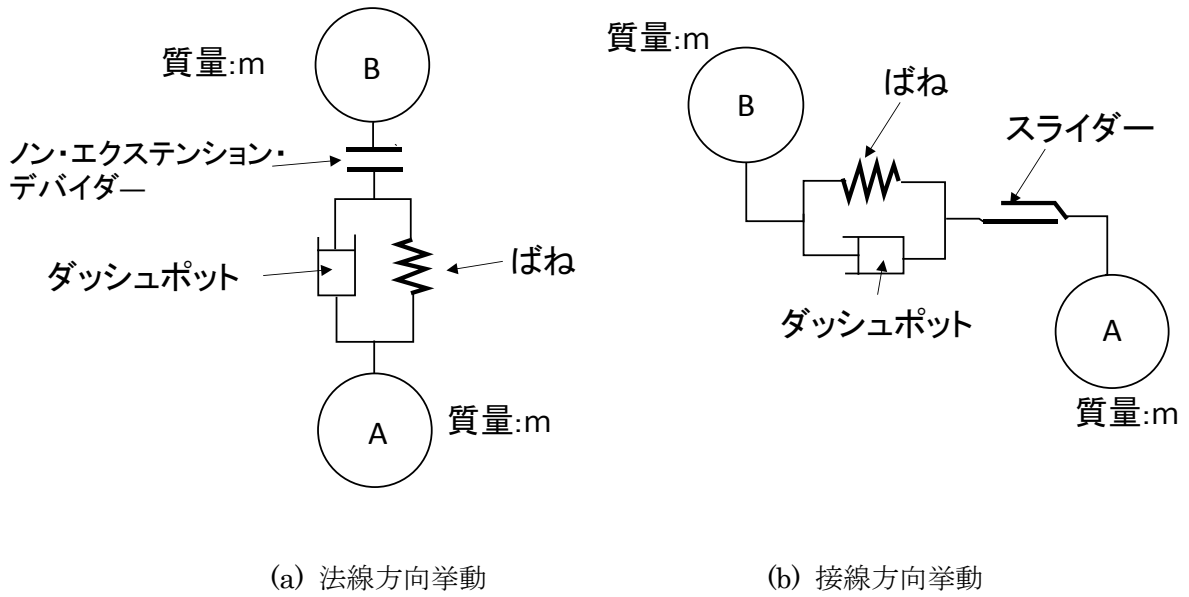 質量:m
B
ノン・エクステンション・
デバイダー
ダッシュポット
ばね
A
質量:m
(a) 法線方向挙動
質量:m
B
ばね
スライダー
ダッシュポット
A
質量:m
(b) 接線方向挙動